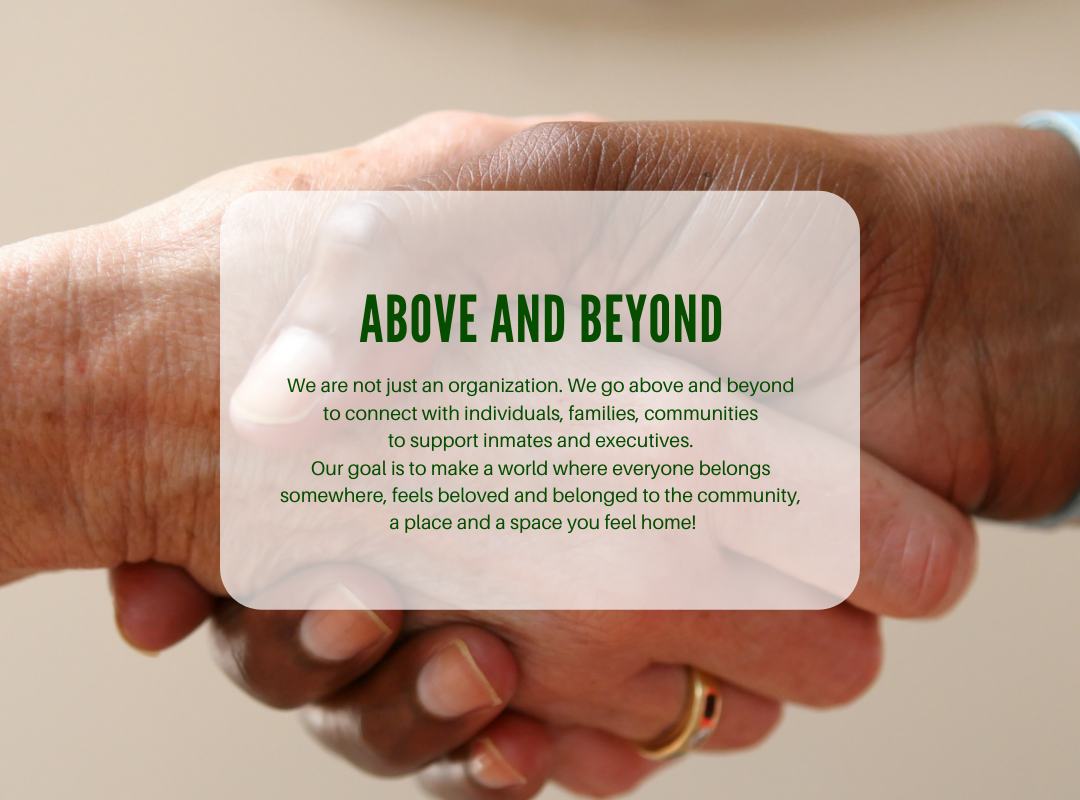 ABOVE AND BEYOND
We are not just an organization. We go above and beyond
to connect with individuals, families, communities
to support inmates and executives.
Our goal is to make a world where everyone belongs
somewhere, feels beloved and belonged to the community,
a place and a space you feel home!